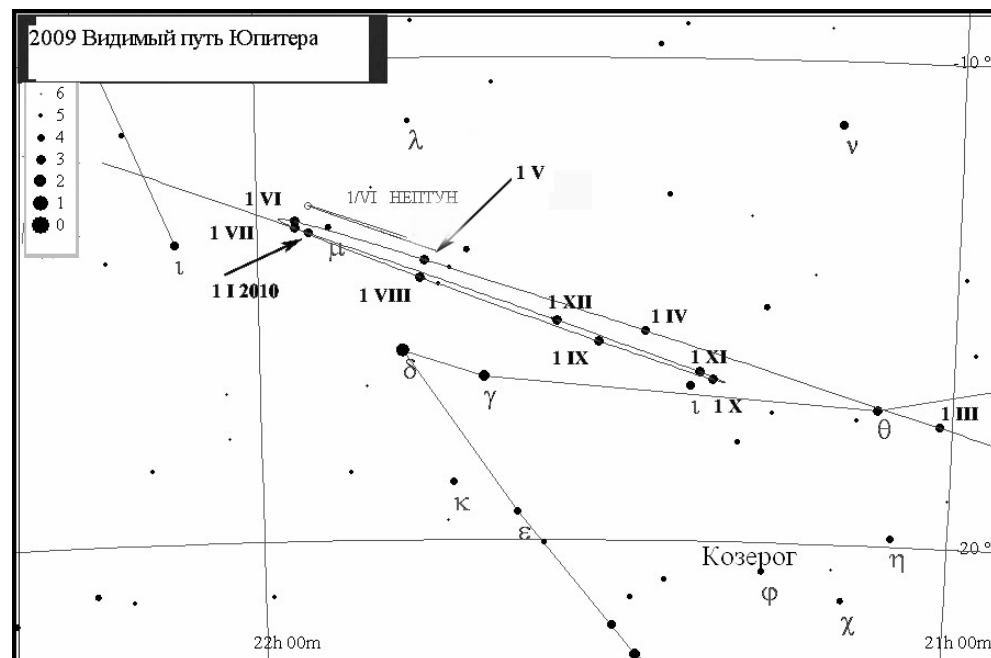 2009 Видимый путь Юпитера
6
5
4
3
2
1
0
-10 °
λ
ν
1 V
1 VI
1/VI НЕПТУН
1 VII
μ
ι
1 I 2010
1 VIII
1 XII
1 IV
1 IX
1 XI
δ
γ
ι
1 X
θ
1 III
κ
ε
Козерог
-20 °
η
φ
χ
22h 00m
21h 00m